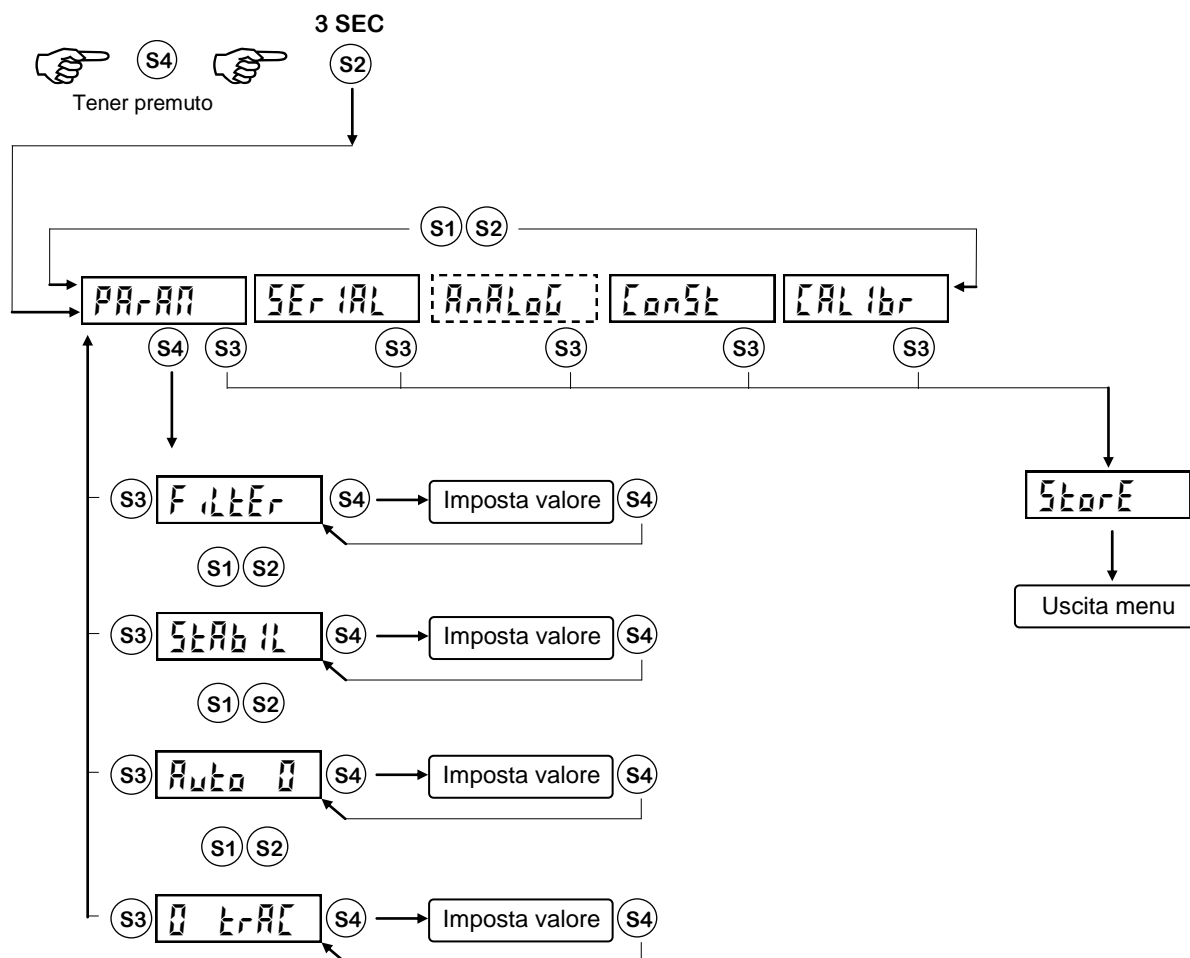 3 SEC
S4 S2
Tener premuto
S1 S2
PArAM SErIAL AnALoG ConSt CALIbr
S4 S3 S3 S3 S3 S3
S3 FiLtEr S4 Imposta valore S4 StorE
S1 S2
Uscita menu
S3 StAbIL S4 Imposta valore S4
S1 S2
S3 Auto 0 S4 Imposta valore S4
S1 S2
S3 0 trAC S4 Imposta valore S4